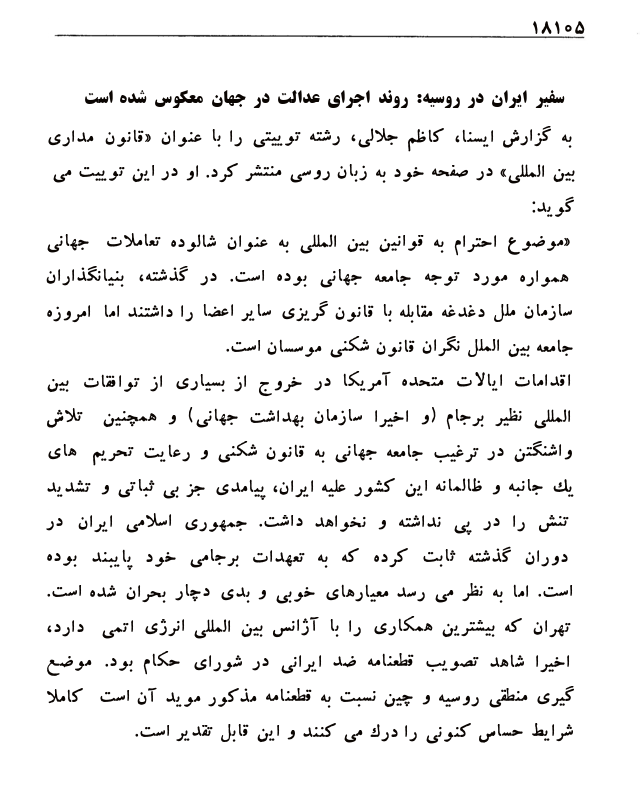 ۱۸۱۰۵
سفیر ایران در روسیه: روند اجرای عدالت در جهان معکوس شده است
به گزارش ایسنا، کاظم جلالی، رشته توییتی را با عنوان «قانون مداری
بین المللی» در صفحه خود به زبان روسی منتشر کرد. او در این توییت می
گوید:
«موضوع احترام به قوانین بین المللی به عنوان شالوده تعاملات جهانی
همواره مورد توجه جامعه جهانی بوده است. در گذشته، بنیانگذاران
سازمان ملل دغدغه مقابله با قانون گریزی سایر اعضا را داشتند اما امروزه
جامعه بین الملل نگران قانون شکنی موسسان است.
اقدامات ایالات متحده آمریکا در خروج از بسیاری از توافقات بین
المللی نظیر برجام (و اخیرا سازمان بهداشت جهانی) و همچنین تلاش
واشنگتن در ترغیب جامعه جهانی به قانون شکنی و رعایت تحریم های
یك جانبه و ظالمانه این کشور علیه ایران، پیامدی جز بی ثباتی و تشدید
تنش را در پی نداشته و نخواهد داشت. جمهوری اسلامی ایران در
دوران گذشته ثابت کرده که به تعهدات برجامی خود پایبند بوده
است. اما به نظر می رسد معیارهای خوبی و بدی دچار بحران شده است.
تهران که بیشترین همکاری را با آژانس بین المللی انرژی اتمی دارد،
اخیرا شاهد تصویب قطعنامه ضد ایرانی در شورای حکام بود. موضع
گیری منطقی روسیه و چین نسبت به قطعنامه مذکور موید آن است کاملا
شرایط حساس کنونی را درك می کنند و این قابل تقدیر است.